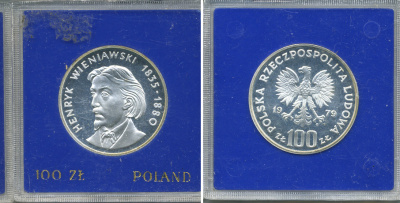 HENRYK WIENIAWSKI 1835-1880
100 ZŁ POLAND
POLSKA RZECZPOSPOLITA LUDOWA
1979
ZŁ 100 ZŁ